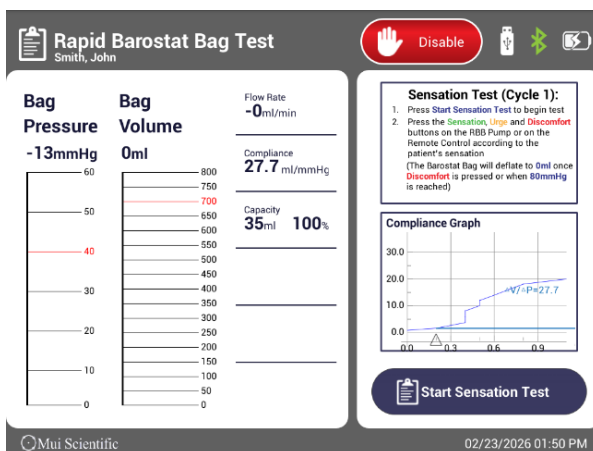 Rapid Barostat Bag Test
Smith, John
Disable
Bag Pressure
-13mmHg
60
50
40
30
20
10
0
Bag Volume
0ml
800
750
700
650
600
550
500
450
400
350
300
250
200
150
100
50
0
Flow Rate
-0ml/min
Compliance
27.7 ml/mmHg
Capacity
35ml 100%
Sensation Test (Cycle 1):
1. Press Start Sensation Test to begin test
2. Press the Sensation, Urge and Discomfort
buttons on the RBB Pump or on the
Remote Control according to the
patient's sensation
(The Barostat Bag will deflate to 0ml once
Discomfort is pressed or when 80mmHg
is reached)
Compliance Graph
30.0
20.0
10.0
0.0
△V/△P=27.7
0.0 0.3 0.6 0.9
Start Sensation Test
Mui Scientific
02/23/2026 01:50 PM